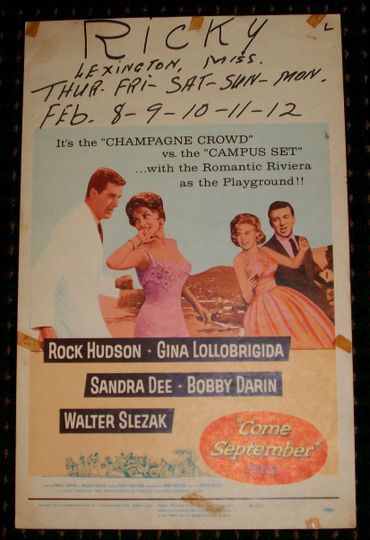 L
RICKY
LEXINGTON, MISS.
THUR- FRI- SAT-SUN-MON.
FEB. 8-9-10-11-12
It's the "CHAMPAGNE CROWD"
vs. the "CAMPUS SET"
...with the Romantic Riviera
as the Playground!!
ROCK HUDSON · GINA LOLLOBRIGIDA
SANDRA DEE · BOBBY DARIN
WALTER SLEZAK
"Come
September"